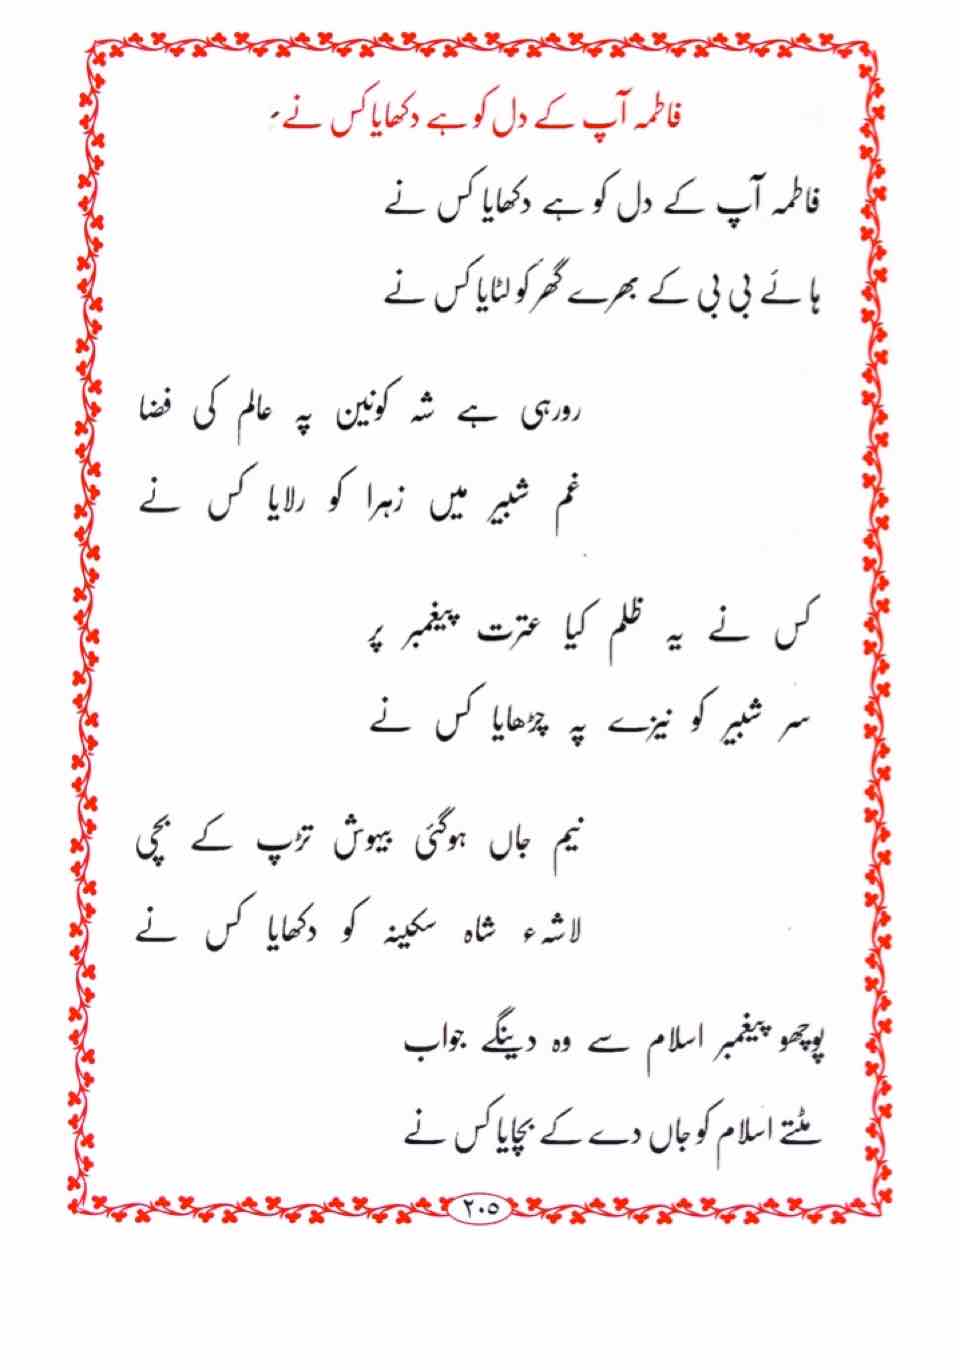 فاطمہ آپ کے دل کو ہے دکھایا کس نے
فاطمہ آپ کے دل کو ہے دکھایا کس نے
ہائے بی بی کے بھرے گھر کو لٹایا کس نے
رورہی ہے شہ کونین پہ عالم کی فضا
غم شبیر میں زہرا کو رلایا کس نے
کس نے یہ ظلم کیا عترت پیغمبر پر
سر شبیر کو نیزے پہ چڑھایا کس نے
نیم جاں ہوگئی بیہوش تڑپ کے بچی
لاشہء شاہ سکینہ کو دکھایا کس نے
پوچھو پیغمبر اسلام سے وہ دینگے جواب
مٹتے اسلام کو جاں دے کے بچایا کس نے
۲۰۵